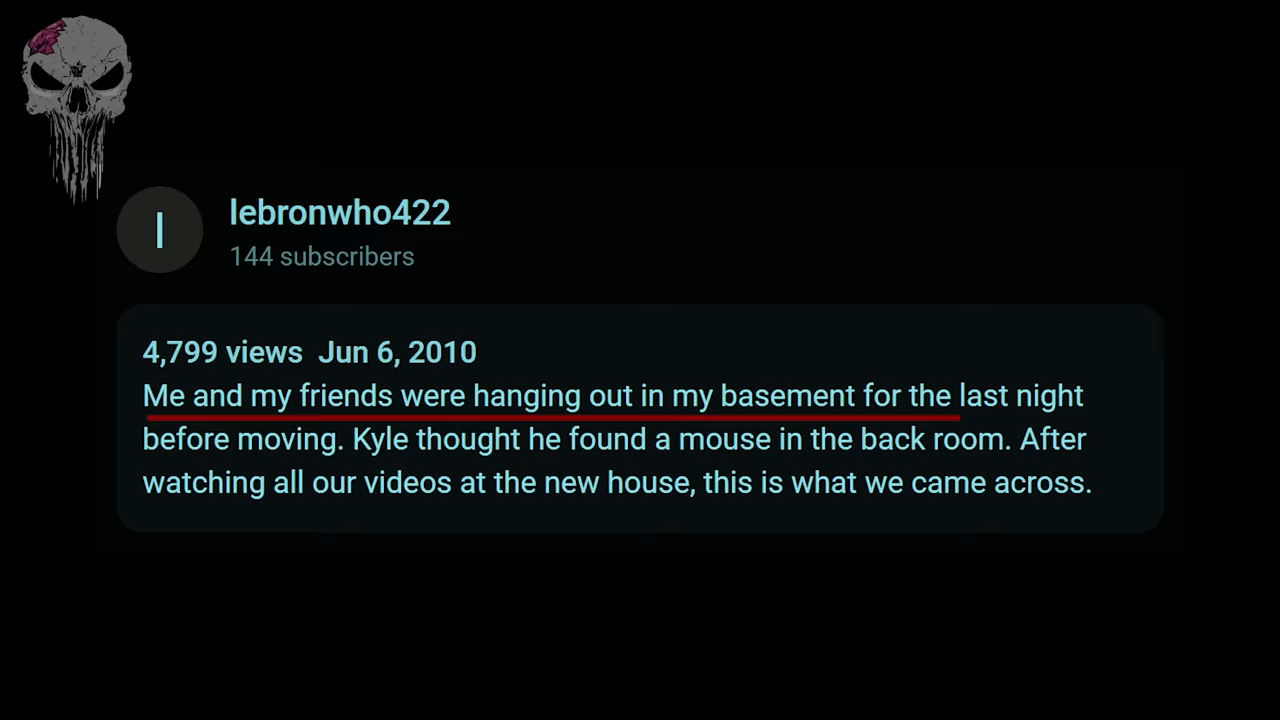 l
lebronwho422
144 subscribers
4,799 views  Jun 6, 2010
Me and my friends were hanging out in my basement for the last night
before moving. Kyle thought he found a mouse in the back room. After
watching all our videos at the new house, this is what we came across.